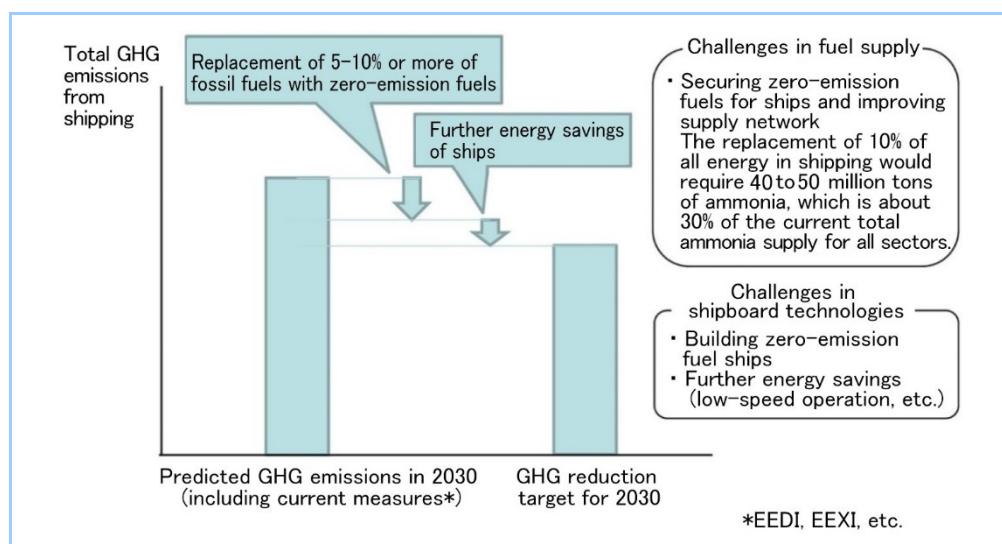 Total GHG
emissions
from
shipping
Replacement of 5-10% or more of
fossil fuels with zero-emission fuels
Further energy savings
of ships
Predicted GHG emissions in 2030
(including current measures*)
GHG reduction
target for 2030
Challenges in fuel supply
・Securing zero-emission
fuels for ships and improving
supply network
The replacement of 10% of
all energy in shipping would
require 40 to 50 million tons
of ammonia, which is about
30% of the current total
ammonia supply for all sectors.
Challenges in
shipboard technologies
・Building zero-emission
fuel ships
・Further energy savings
(low-speed operation, etc.)
*EEDI, EEXI, etc.